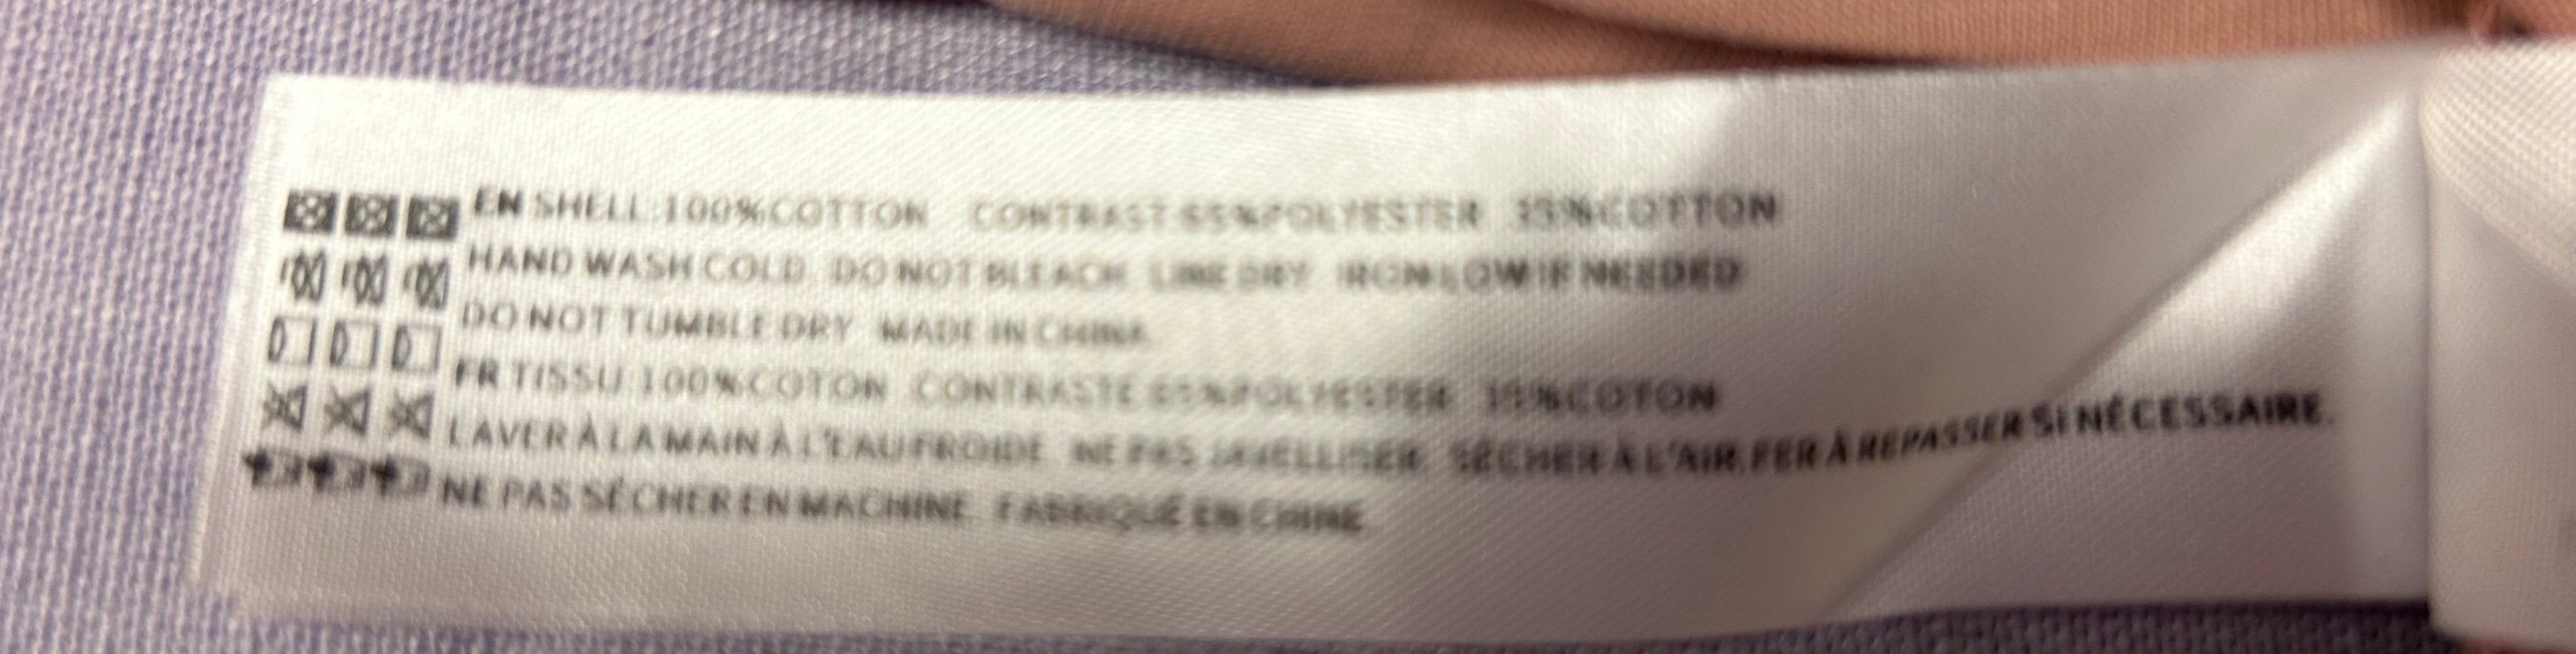 EN SHELL:100%COTTON CONTRAST:65%POLYESTER 35%COTTON
HAND WASH COLD. DO NOT BLEACH. LINE DRY. IRON LOW IF NEEDED
DO NOT TUMBLE DRY. MADE IN CHINA.
FR TISSU:100%COTON CONTRASTE:65%POLYESTER 35%COTON
LAVER À LA MAIN À L'EAU FROIDE. NE PAS JAVELLISER. SÉCHER À L'AIR.FER À REPASSER SI NÉCESSAIRE.
NE PAS SÉCHER EN MACHINE. FABRIQUÉ EN CHINE.